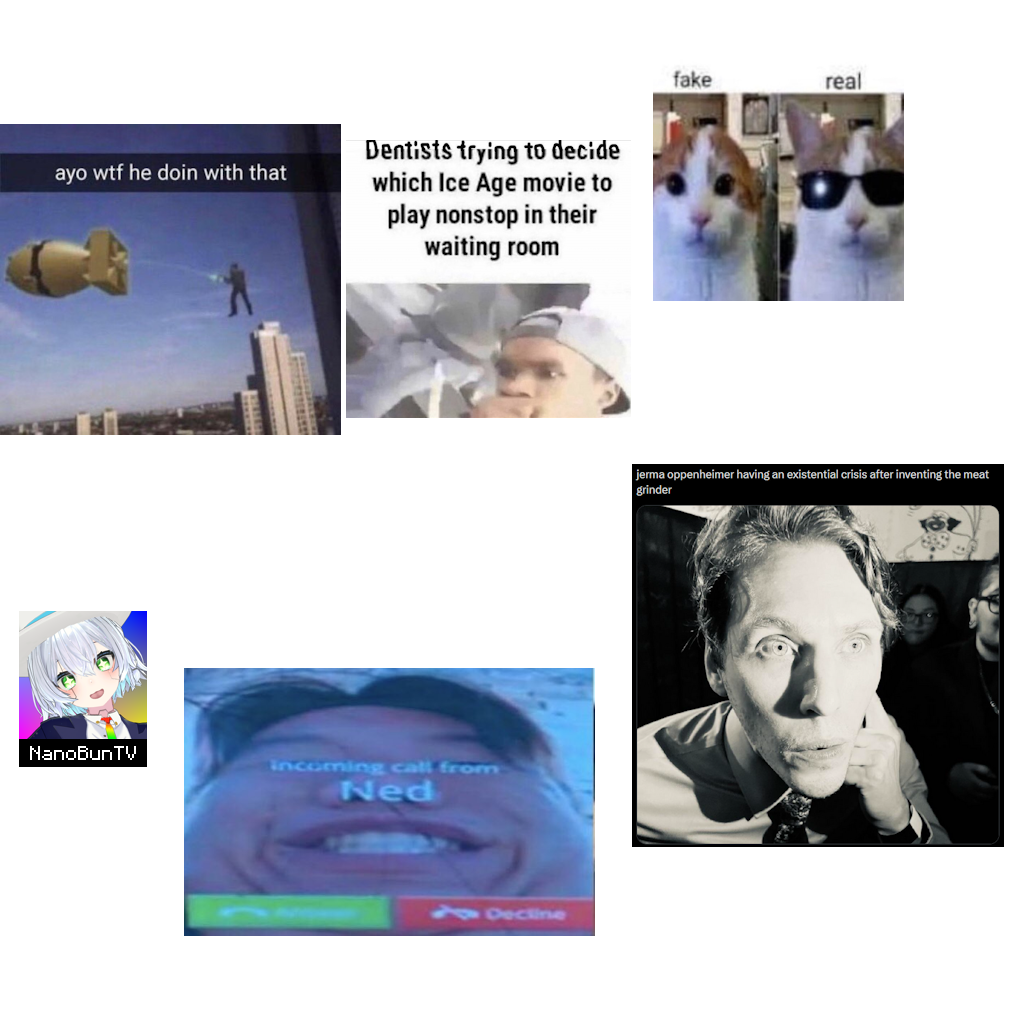 fake
real
ayo wtf he doin with that
Dentists trying to decide
which Ice Age movie to
play nonstop in their
waiting room
jerma oppenheimer having an existential crisis after inventing the meat
grinder
NanoBunTV
incoming call from
Ned
Answer
Decline